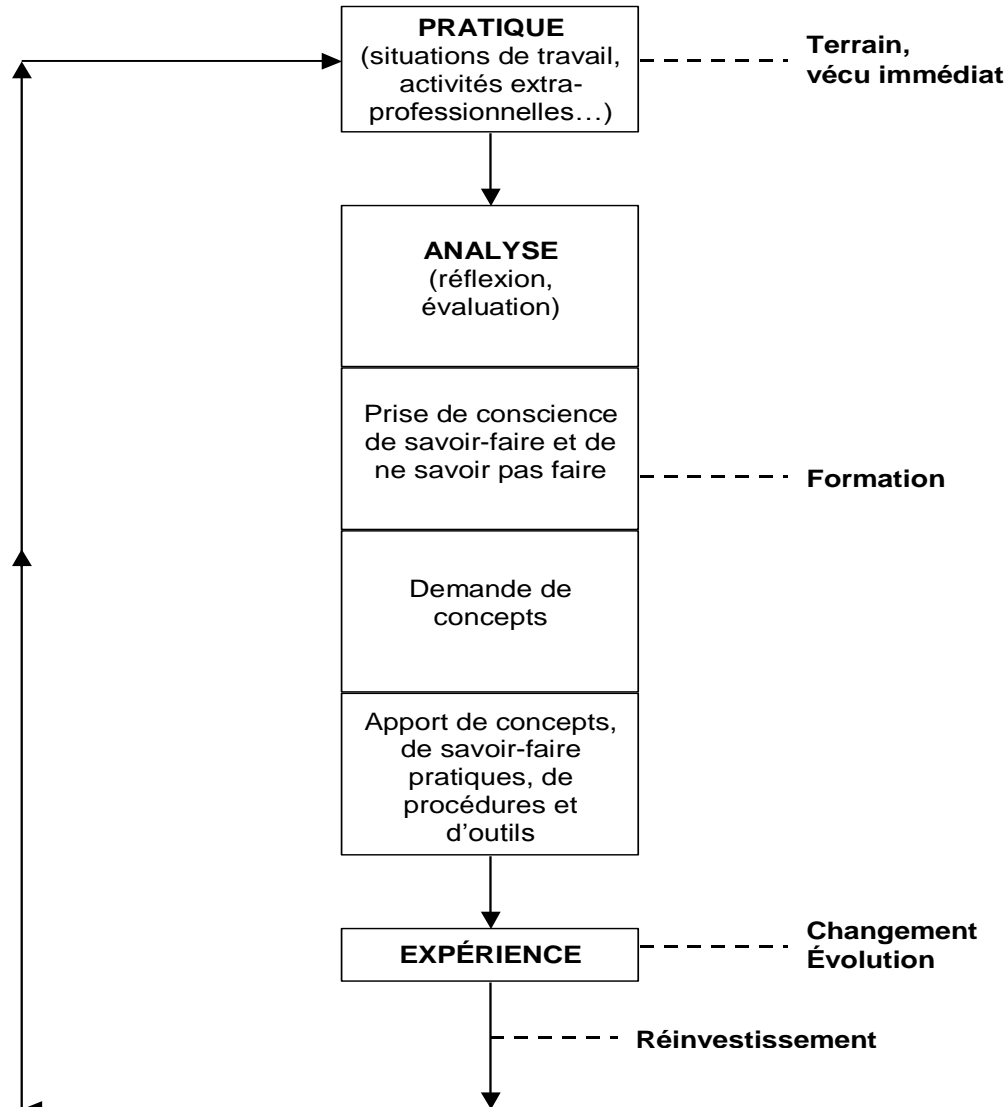 PRATIQUE
(situations de travail,
activités extra-
professionnelles…)
Terrain,
vécu immédiat
ANALYSE
(réflexion,
évaluation)
Prise de conscience
de savoir-faire et de
ne savoir pas faire
Formation
Demande de
concepts
Apport de concepts,
de savoir-faire
pratiques, de
procédures et
d’outils
EXPÉRIENCE
Changement
Évolution
Réinvestissement